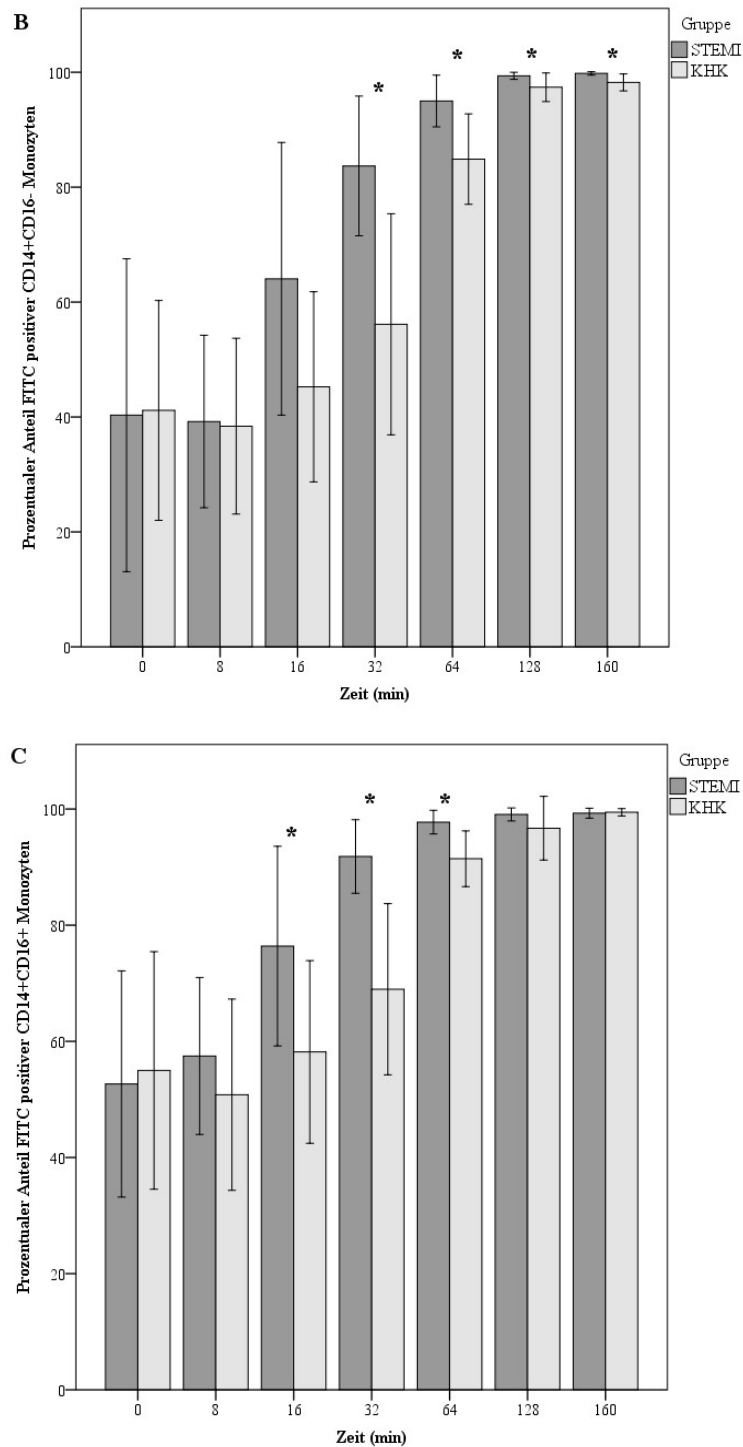 B
Gruppe
STEMI
KHK
Prozentualer Anteil FITC positiver CD14+CD16- Monozyten
100
80
60
40
20
0
* * * * *
0 8 16 32 64 128 160
Zeit (min)
C
Gruppe
STEMI
KHK
Prozentualer Anteil FITC positiver CD14+CD16+ Monozyten
100
80
60
40
20
0
* * *
0 8 16 32 64 128 160
Zeit (min)